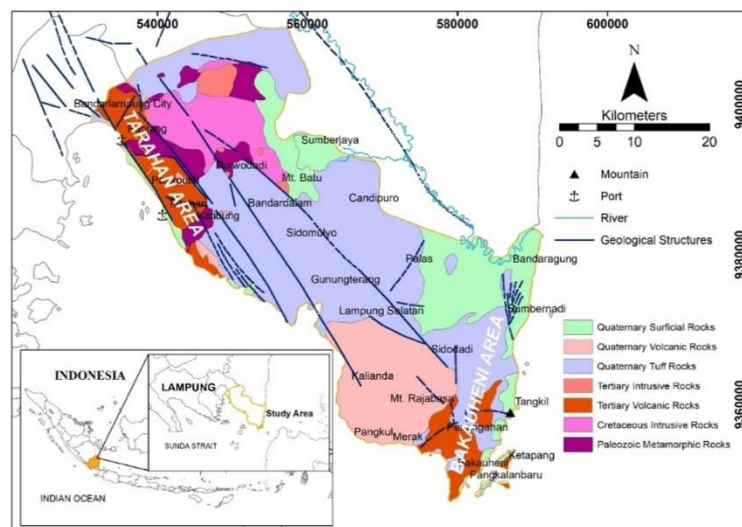 540000
560000
580000
600000
N
Kilometers
0 2.5 5 10 20
Mountain
Port
River
Geological Structures
9400000
9380000
9360000
Bandarlampung City
TARAHAN AREA
Sumberjaya
Mt. Batu
Candipuro
Bandardalam
Sidomulyo
Katibung
Palas
Bandaragung
Gunungterang
Sumbernadi
Lampung Selatan
Sidodadi
Kalianda
Mt. Rajabasa
Tangkil
Pangkul
Merak
BAKAUHENI AREA
Ketapang
Pangkalanbaru
Quaternary Surficial Rocks
Quaternary Volcanic Rocks
Quaternary Tuff Rocks
Tertiary Intrusive Rocks
Tertiary Volcanic Rocks
Cretaceous Intrusive Rocks
Paleozoic Metamorphic Rocks
INDONESIA
LAMPUNG
Study Area
SUNDA STRAIT
INDIAN OCEAN